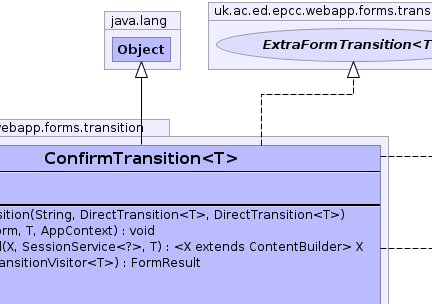 java.lang
Object
uk.ac.ed.epcc.webapp.forms.trans
ExtraFormTransition<T
webapp.forms.transition
ConfirmTransition<T>
sition(String, DirectTransition<T>, DirectTransition<T>)
orm, T, AppContext) : void
l(X, SessionService<?>, T) : <X extends ContentBuilder> X
ansitionVisitor<T>) : FormResult